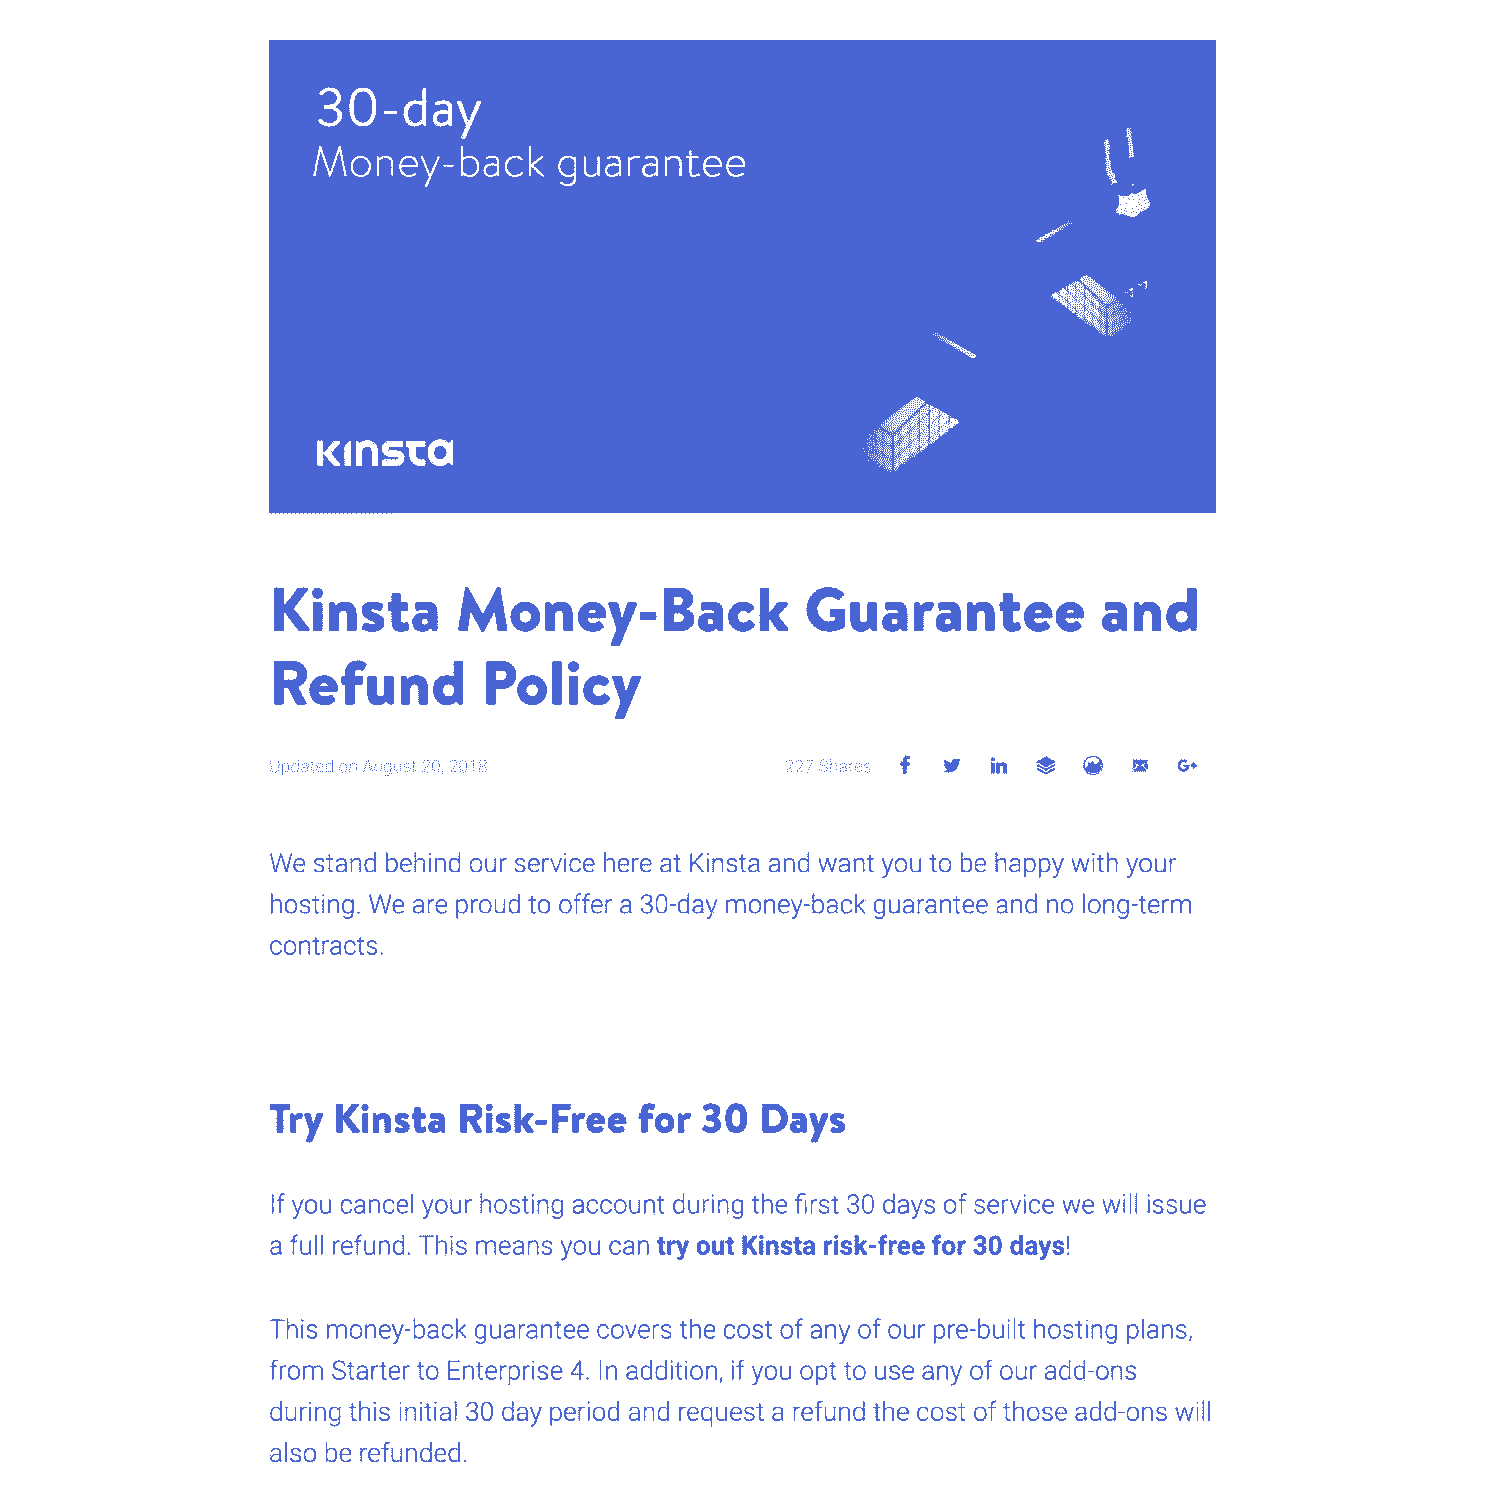 30-day
Money-back guarantee
Kinsta
Kinsta Money-Back Guarantee and
Refund Policy
Updated on August 20, 2018
227 Shares
We stand behind our service here at Kinsta and want you to be happy with your
hosting. We are proud to offer a 30-day money-back guarantee and no long-term
contracts.
Try Kinsta Risk-Free for 30 Days
If you cancel your hosting account during the first 30 days of service we will issue
a full refund. This means you can try out Kinsta risk-free for 30 days!
This money-back guarantee covers the cost of any of our pre-built hosting plans,
from Starter to Enterprise 4. In addition, if you opt to use any of our add-ons
during this initial 30 day period and request a refund the cost of those add-ons will
also be refunded.